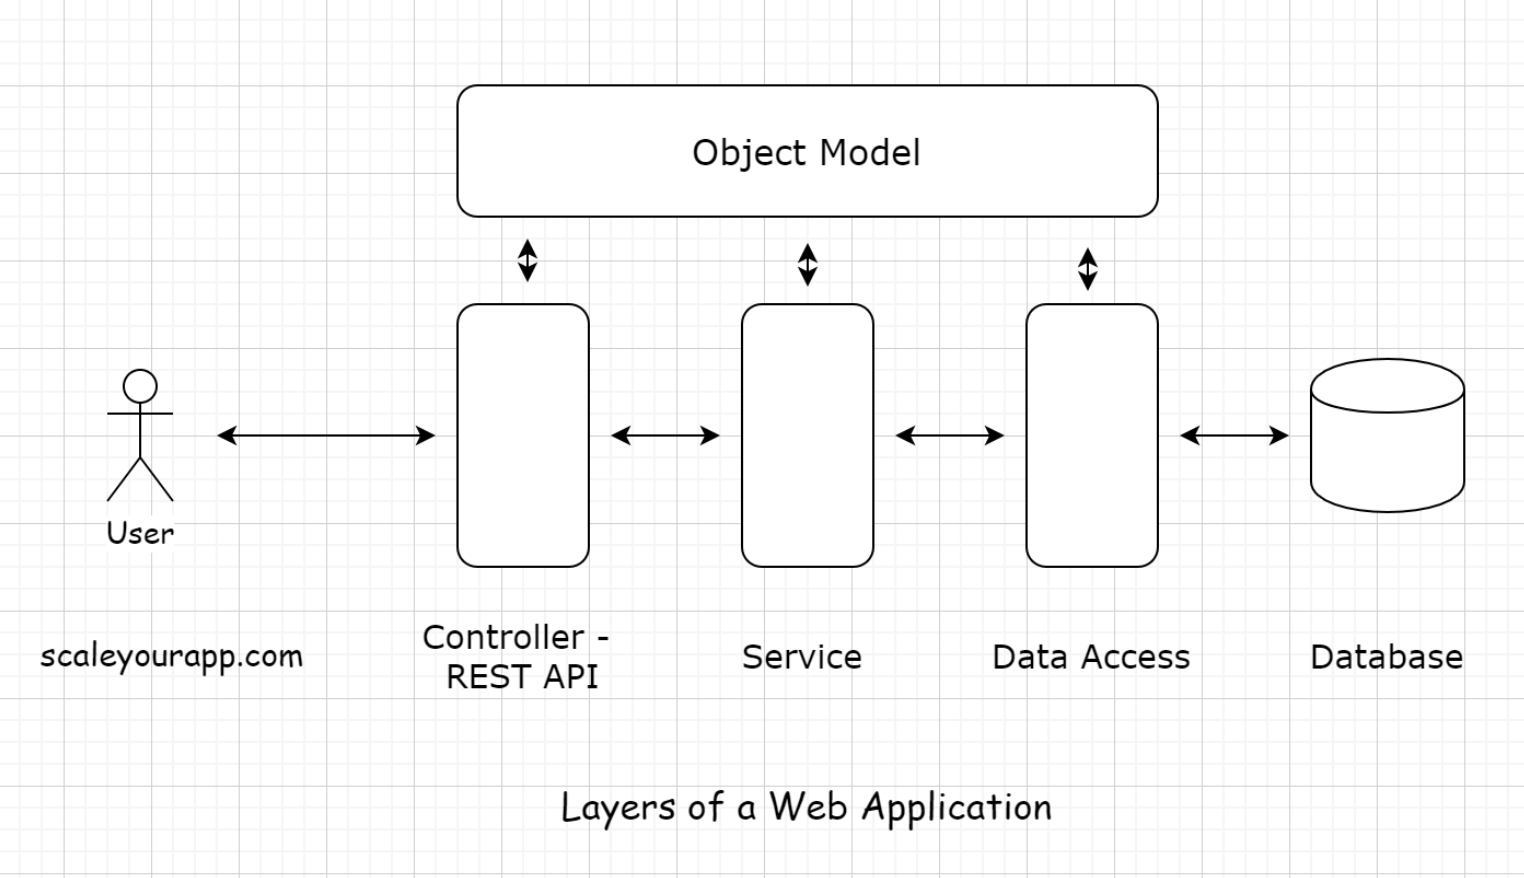 Object Model
User
scaleyourapp.com
Controller -
REST API
Service
Data Access
Database
Layers of a Web Application